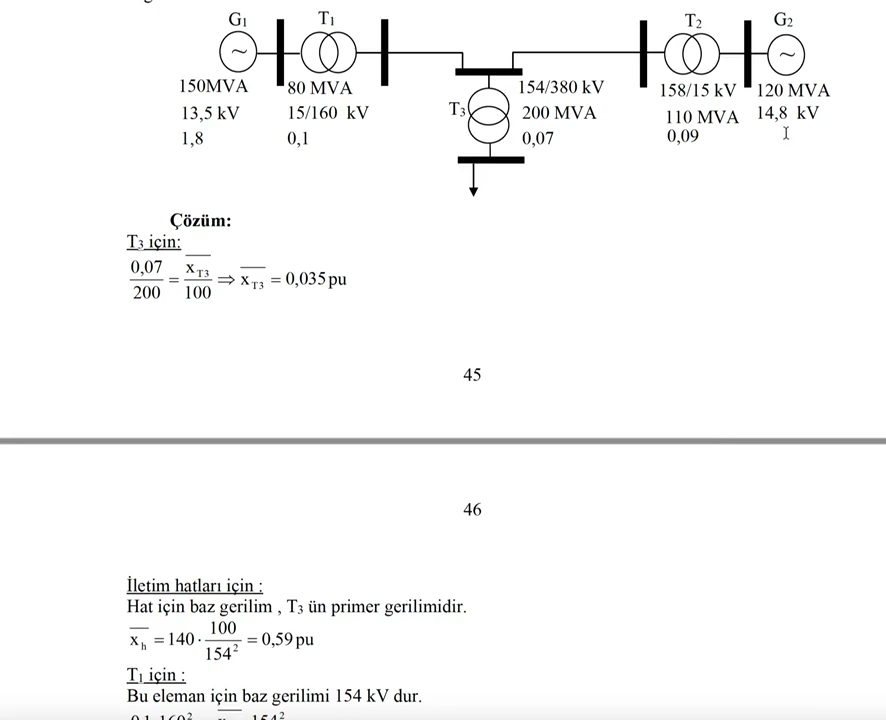 G1 T1 T2 G2
~ ~
150MVA 80 MVA 154/380 kV 158/15 kV 120 MVA
13,5 kV 15/160 kV T3 200 MVA 110 MVA 14,8 kV
1,8 0,1 0,07 0,09
Çözüm:
T3 için:
0,07/200 = x̅T3/100 ⇒ x̅T3 = 0,035 pu
45
46
İletim hatları için :
Hat için baz gerilim , T3 ün primer gerilimidir.
x̅h = 140 · 100/154² = 0,59 pu
T1 için :
Bu eleman için baz gerilimi 154 kV dur.